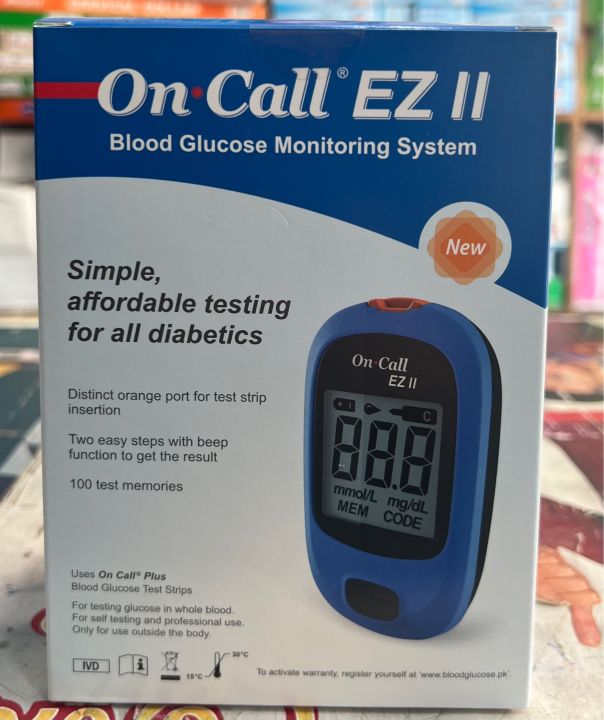 On Call® EZ II
Blood Glucose Monitoring System
New
Simple,
affordable testing
for all diabetics
Distinct orange port for test strip
insertion
Two easy steps with beep
function to get the result
100 test memories
On Call
EZ II
C
88.8
mmol/L mg/dL
MEM CODE
Uses On Call® Plus
Blood Glucose Test Strips
For testing glucose in whole blood.
For self testing and professional use.
Only for use outside the body.
IVD
i
15°C
30°C
To activate warranty, register yourself at 'www.bloodglucose.pk'.